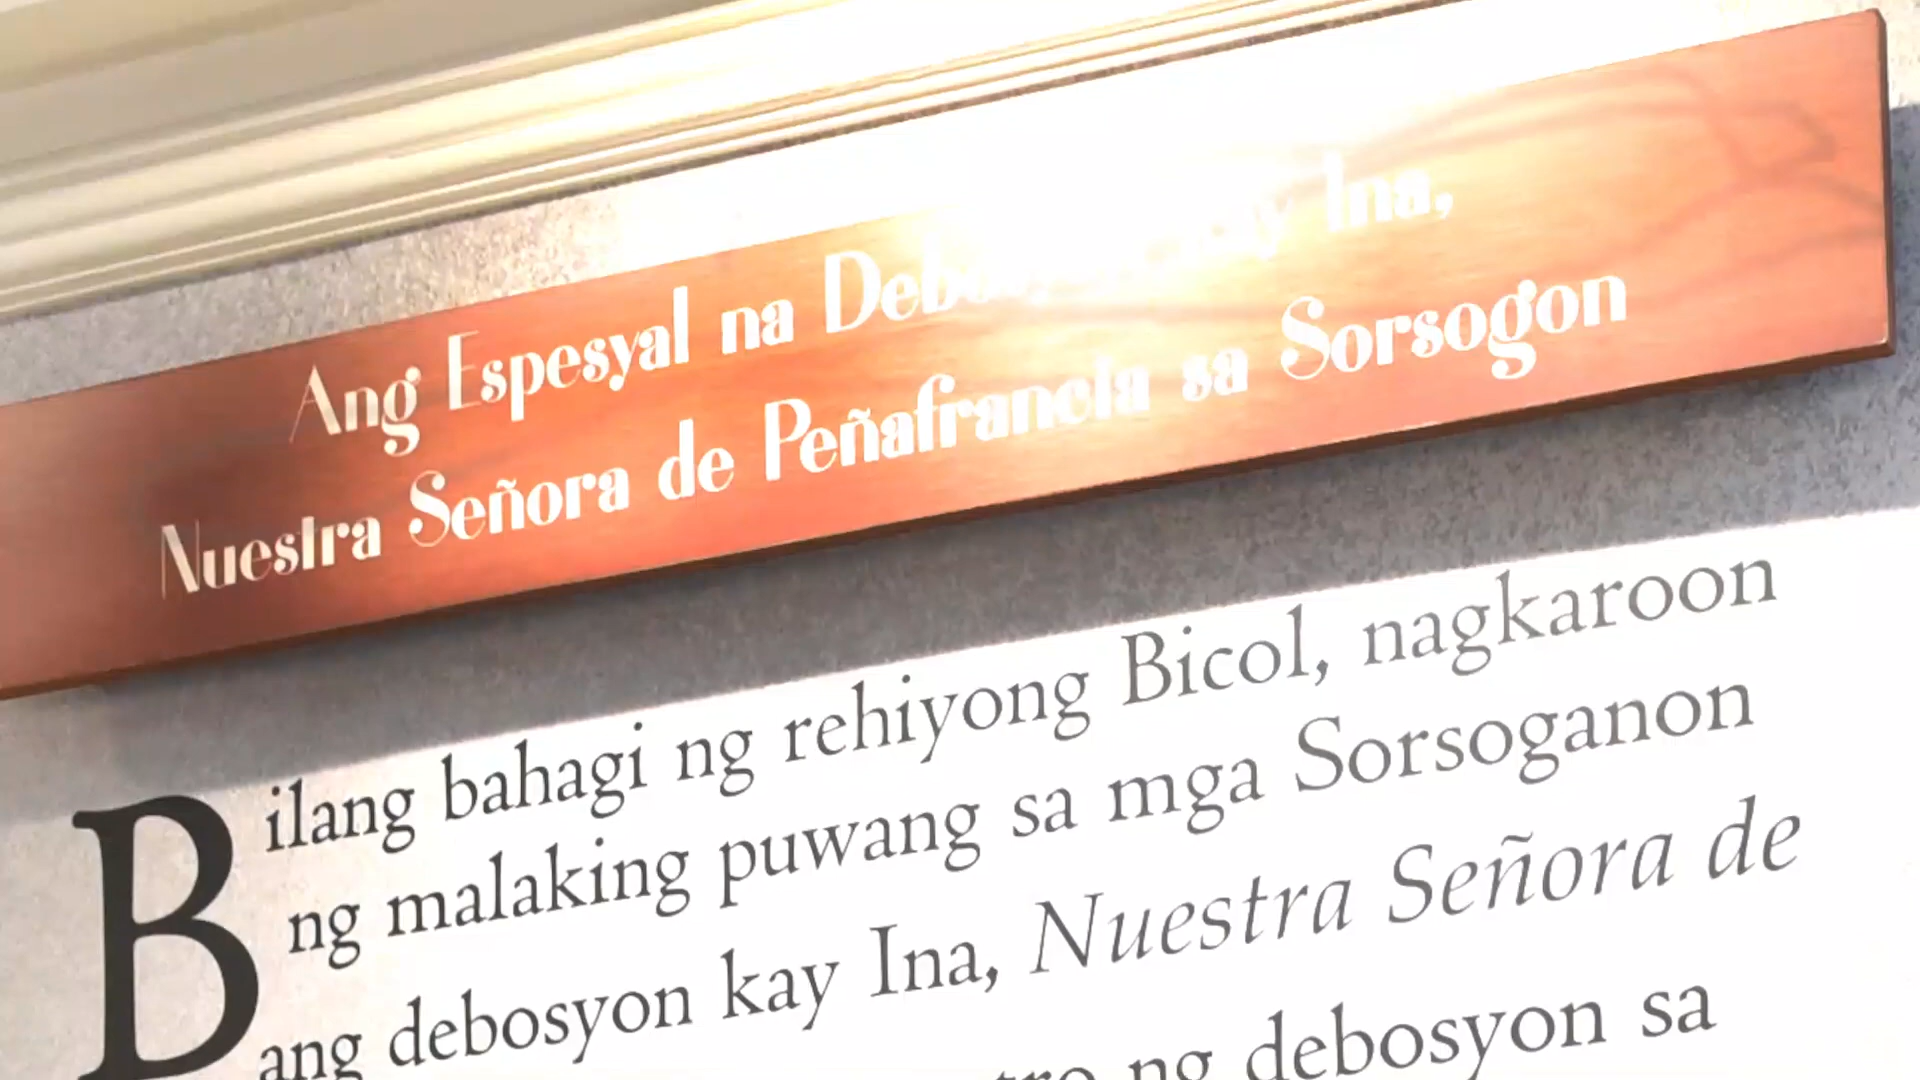 Ang Espesyal na Debosyon kay Ina,
Nuestra Señora de Peñafrancia sa Sorsogon
Bilang bahagi ng rehiyong Bicol, nagkaroon
ng malaking puwang sa mga Sorsoganon
ang debosyon kay Ina, Nuestra Señora de
ng debosyon sa